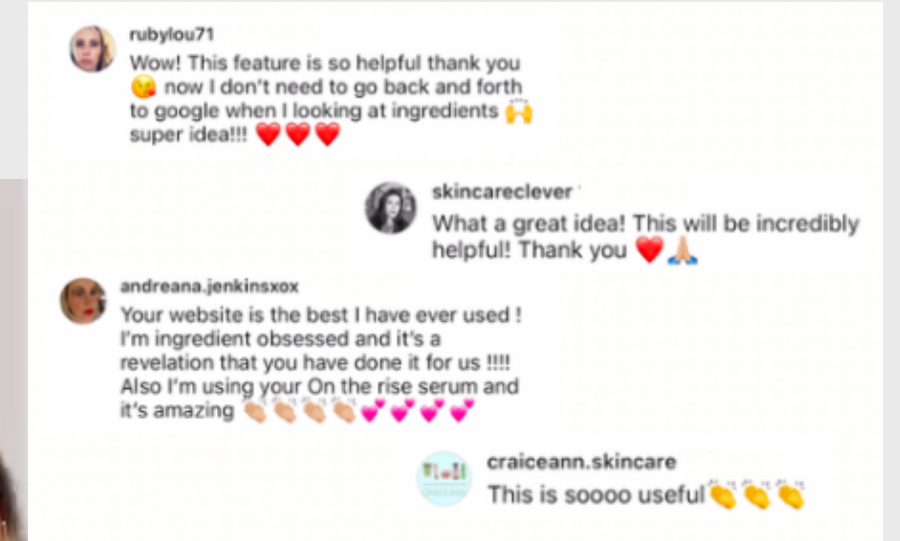 rubylou71
Wow! This feature is so helpful thank you
😘 now I don't need to go back and forth
to google when I looking at ingredients 🙌
super idea!!! ❤️❤️❤️
skincareclever
What a great idea! This will be incredibly
helpful! Thank you ❤️🙏🏼
andreana.jenkinsxox
Your website is the best I have ever used !
I'm ingredient obsessed and it's a
revelation that you have done it for us !!!!
Also I'm using your On the rise serum and
it's amazing 👏🏼👏🏼👏🏼👏🏼💕💕💕💕
craiceann.skincare
This is soooo useful👏👏👏